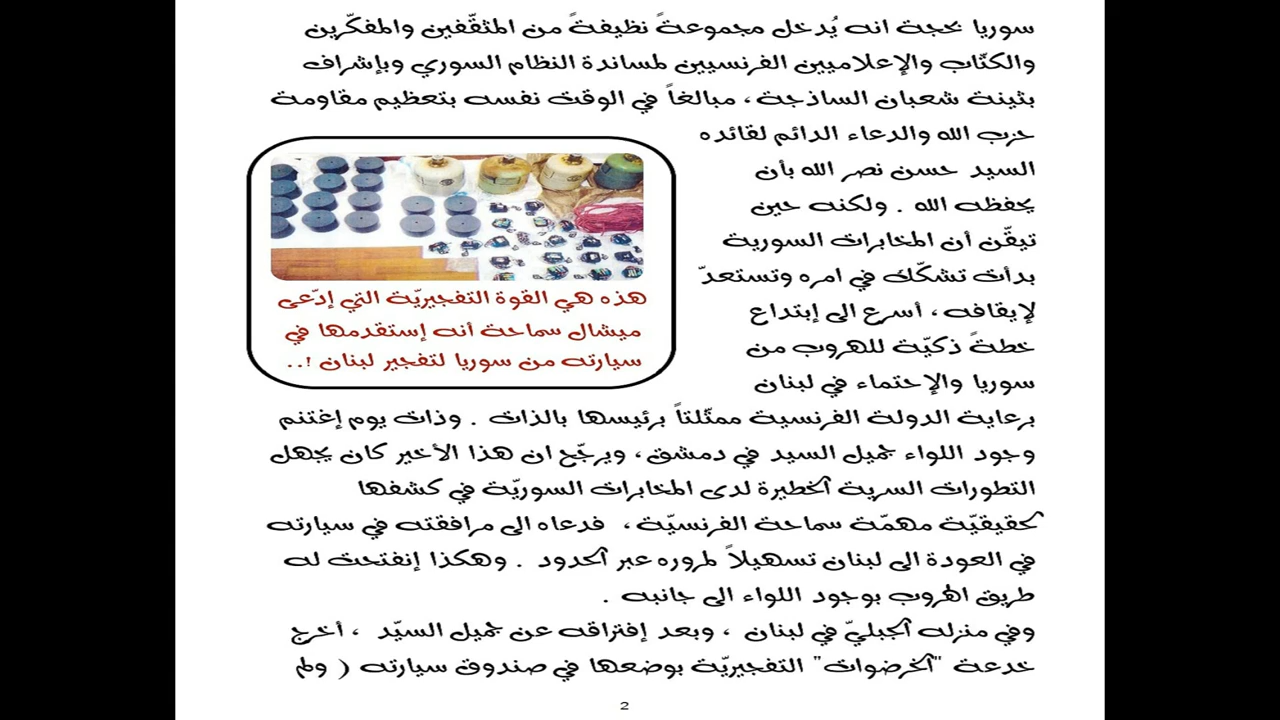 سوريا بحجة انه يُدخل مجموعةً نظيفةً من المثقّفين والمفكّرين
والكتّاب والإعلاميين الفرنسيين لمساندة النظام السوري وبإشراف
بثينة شعبان الساذجة ، مبالغاً في الوقت نفسه بتعظيم مقاومة
حزب الله والدعاء الدائم لقائده
السيد حسن نصر الله بأن
يحفظه الله . ولكنه حين
تيقّن أن المخابرات السورية
بدأت تشكّك في امره وتستعدّ
لإيقافه ، أسرع الى إبتداع
خطةً ذكيّة للهروب من
سوريا والإحتماء في لبنان
هذه هي القوة التفجيريّة التي إدّعى
ميشال سماحة أنه إستقدمها في
سيارته من سوريا لتفجير لبنان !..
برعاية الدولة الفرنسية ممثّلتاً برئيسها بالذات . وذات يوم إغتنم
وجود اللواء جميل السيد في دمشق ، ويرجّح ان هذا الأخير كان يجهل
التطورات السرية الخطيرة لدى المخابرات السوريّة في كشفها
لحقيقيّة مهمّة سماحة الفرنسيّة ، فدعاه الى مرافقته في سيارته
في العودة الى لبنان تسهيلاً لمروره عبر الحدود . وهكذا إنفتحت له
طريق الهروب بوجود اللواء الى جانبه .
وفي منزله الجبليّ في لبنان ، وبعد إفتراقه عن جميل السيّد ، أخرج
خدعة "الخرضوات" التفجيريّة بوضعها في صندوق سيارته ( ولم
2